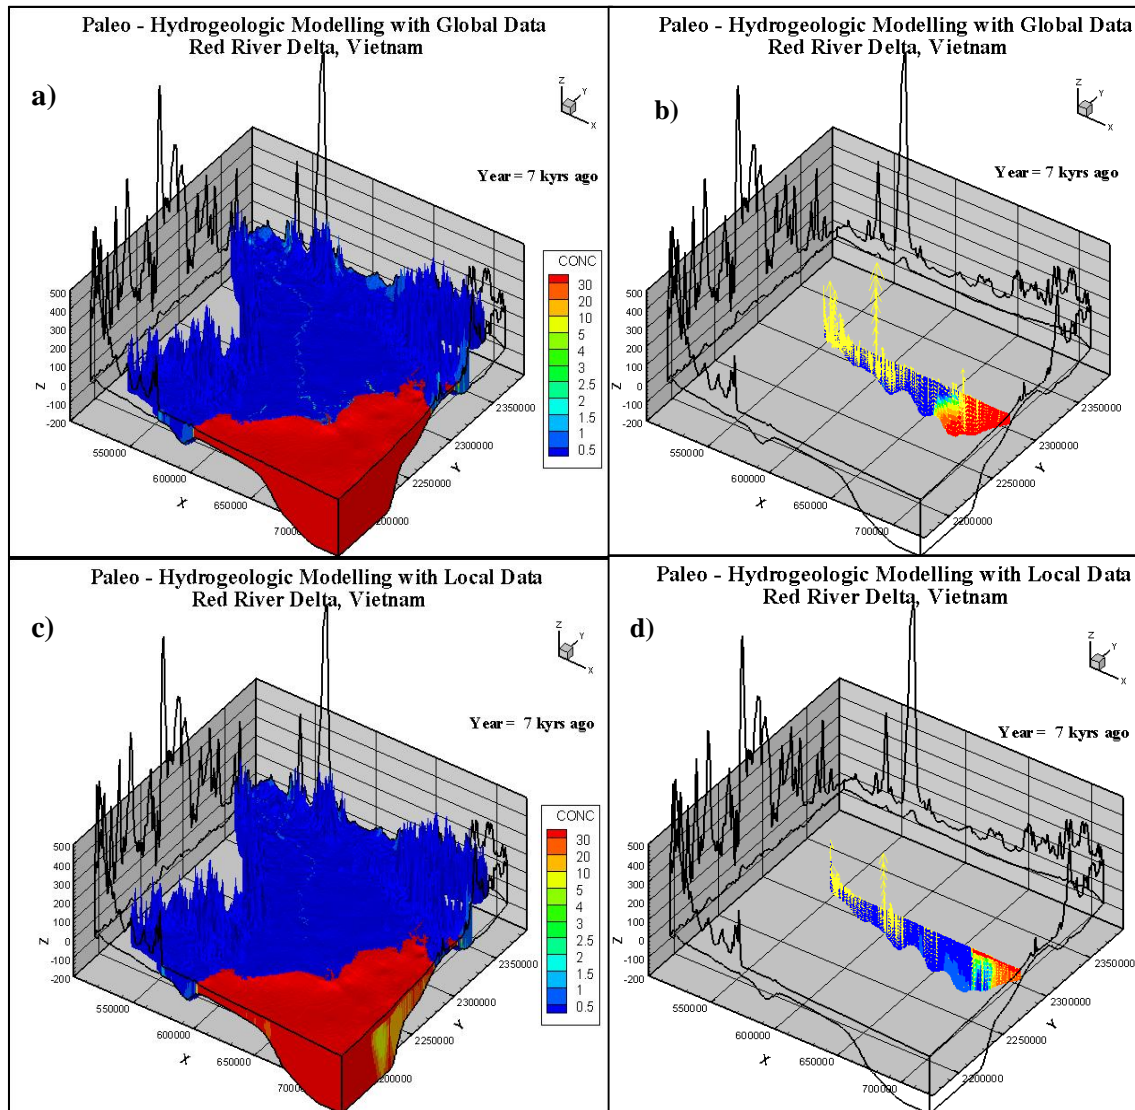 Paleo - Hydrogeologic Modelling with Global Data
Red River Delta, Vietnam
a)
Z
Y
X
Year = 7 kyrs ago
CONC
30
20
10
5
4
3
2.5
2
1.5
1
0.5
500
400
300
200
100
0
-100
-200
Z
550000
600000
650000
700000
X
200000
2250000
2300000
2350000
Y
Paleo - Hydrogeologic Modelling with Global Data
Red River Delta, Vietnam
b)
Z
Y
X
Year = 7 kyrs ago
500
400
300
200
100
0
-100
-200
Z
550000
600000
650000
700000
X
2200000
2250000
2300000
2350000
Y
Paleo - Hydrogeologic Modelling with Local Data
Red River Delta, Vietnam
c)
Z
Y
X
Year = 7 kyrs ago
CONC
30
20
10
5
4
3
2.5
2
1.5
1
0.5
500
400
300
200
100
0
-100
-200
Z
550000
600000
650000
70000
X
2200000
2250000
2300000
2350000
Y
Paleo - Hydrogeologic Modelling with Local Data
Red River Delta, Vietnam
d)
Z
Y
X
Year = 7 kyrs ago
500
400
300
200
100
0
-100
-200
Z
550000
600000
650000
700000
X
2200000
2250000
2300000
2350000
Y